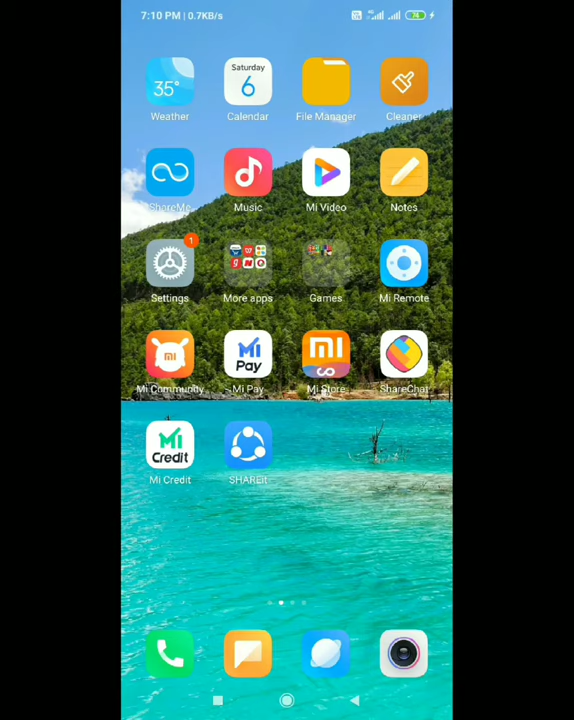 7:10 PM | 0.7KB/s
4G
74
35°
Saturday
6
Weather
Calendar
File Manager
Cleaner
ShareMe
Music
Mi Video
Notes
1
Settings
More apps
Games
Mi Remote
mi
Mi Pay
mi
Mi Community
Mi Pay
Mi Store
ShareChat
Mi Credit
Mi Credit
SHAREit